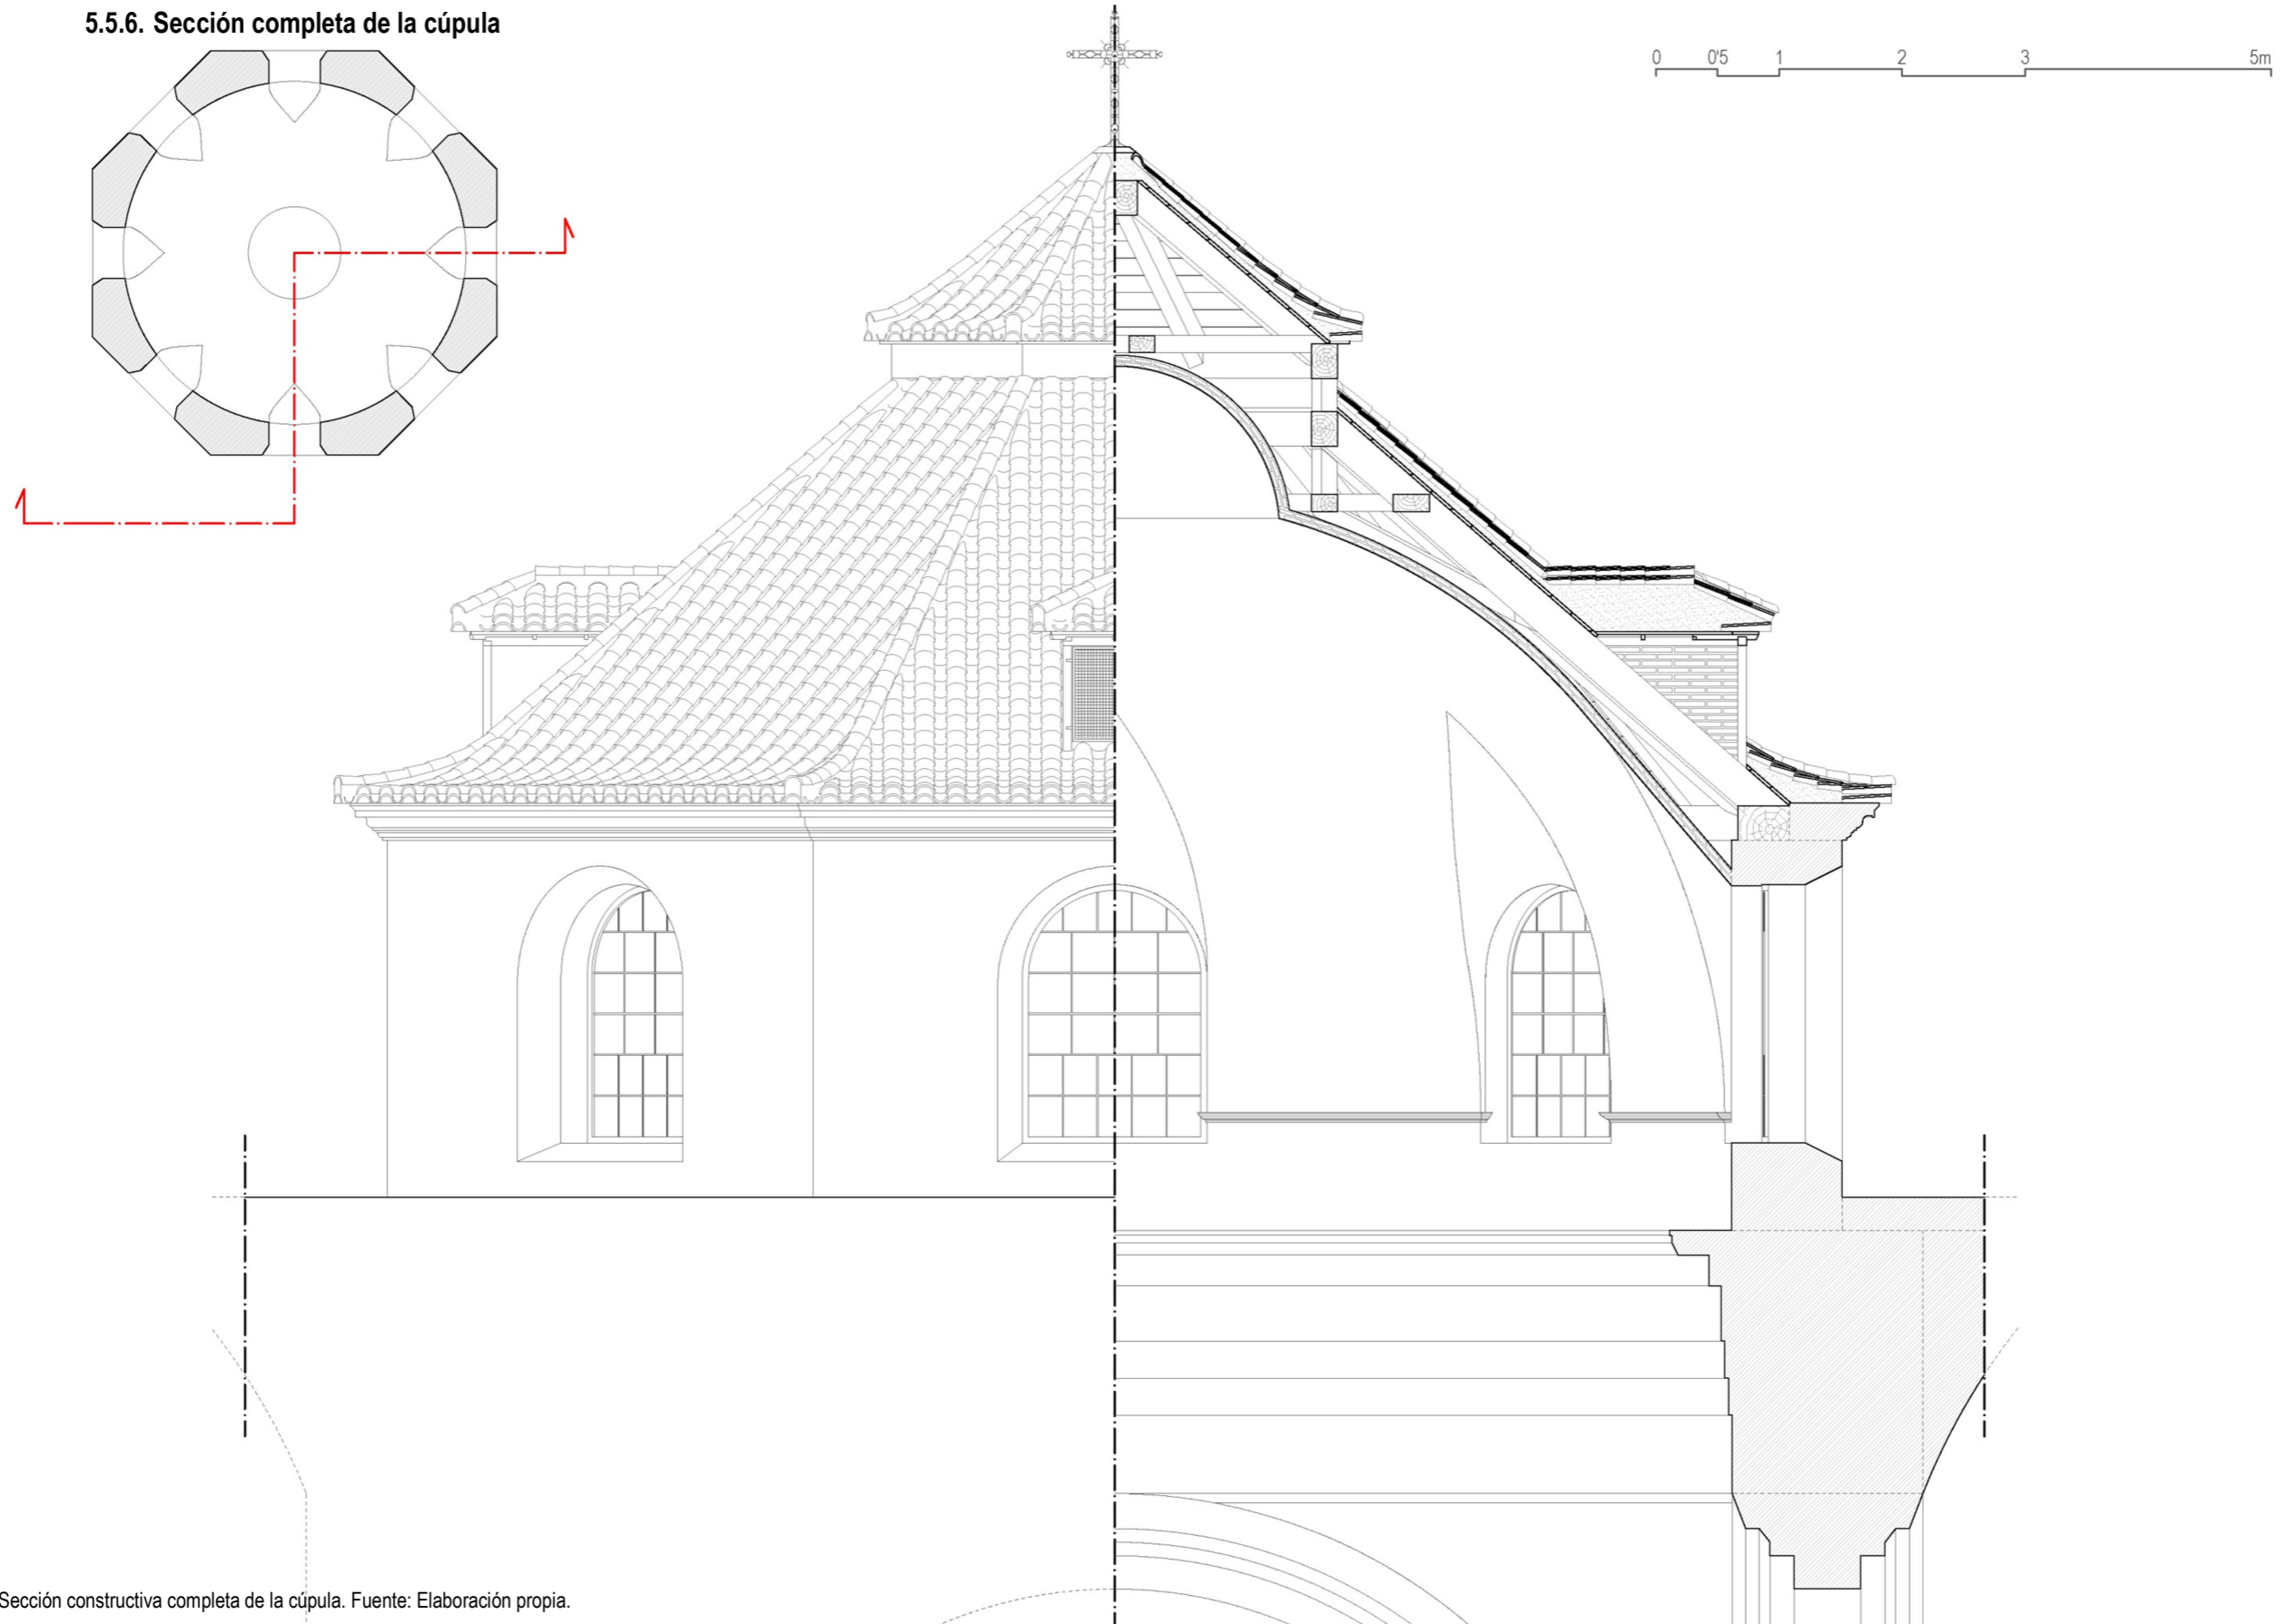 5.5.6. Sección completa de la cúpula
0 0'5 1 2 3 5m
Sección constructiva completa de la cúpula. Fuente: Elaboración propia.